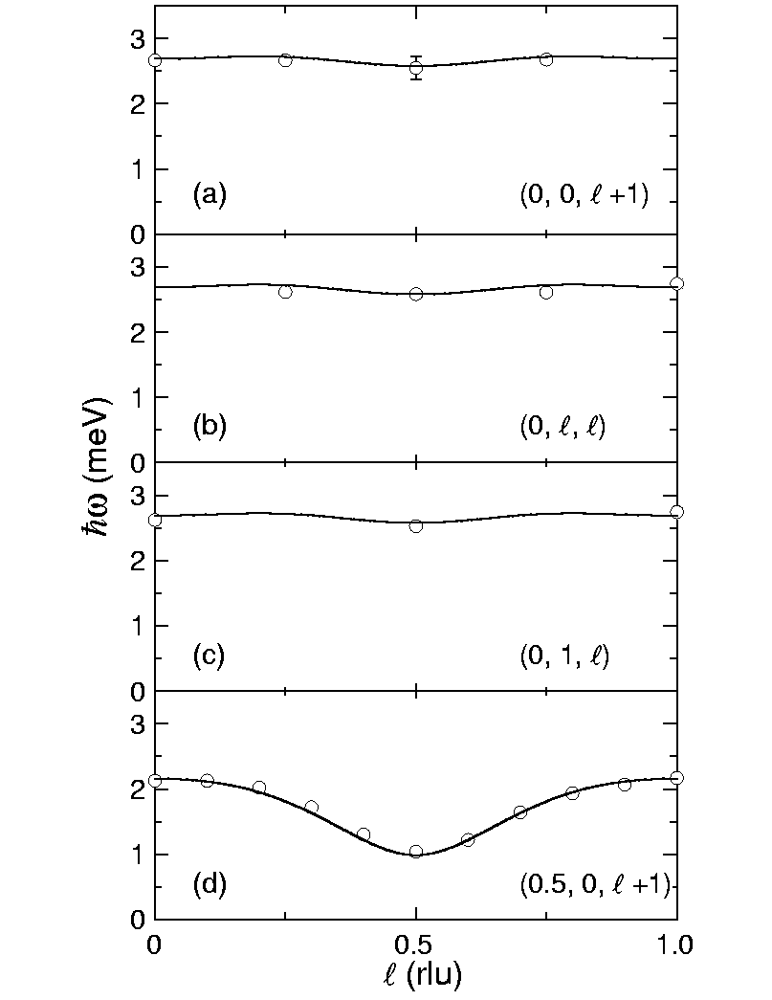 3
2
1
0
(a)
(0, 0, ℓ +1)
3
2
1
0
(b)
(0, ℓ, ℓ)
3
2
1
0
(c)
(0, 1, ℓ)
3
2
1
0
(d)
(0.5, 0, ℓ +1)
ħω (meV)
0
0.5
1.0
ℓ (rlu)